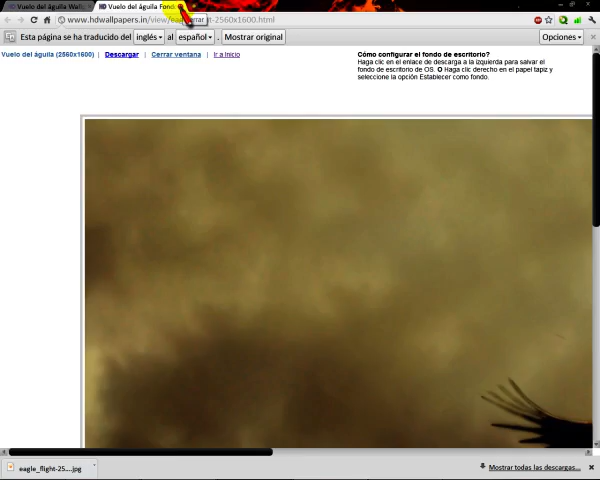 Vuelo del águila Wallp
Vuelo del águila Fond
www.hdwallpapers.in/view/eag
t-2560x1600.html
Cerrar
Esta página se ha traducido del inglés al español . Mostrar original Opciones
Vuelo del águila (2560x1600) | Descargar | Cerrar ventana | Ir a Inicio
Cómo configurar el fondo de escritorio?
Haga clic en el enlace de descarga a la izquierda para salvar el
fondo de escritorio de OS. O Haga clic derecho en el papel tapiz y
seleccione la opción Establecer como fondo.
eagle_flight-25....jpg
Mostrar todas las descargas...